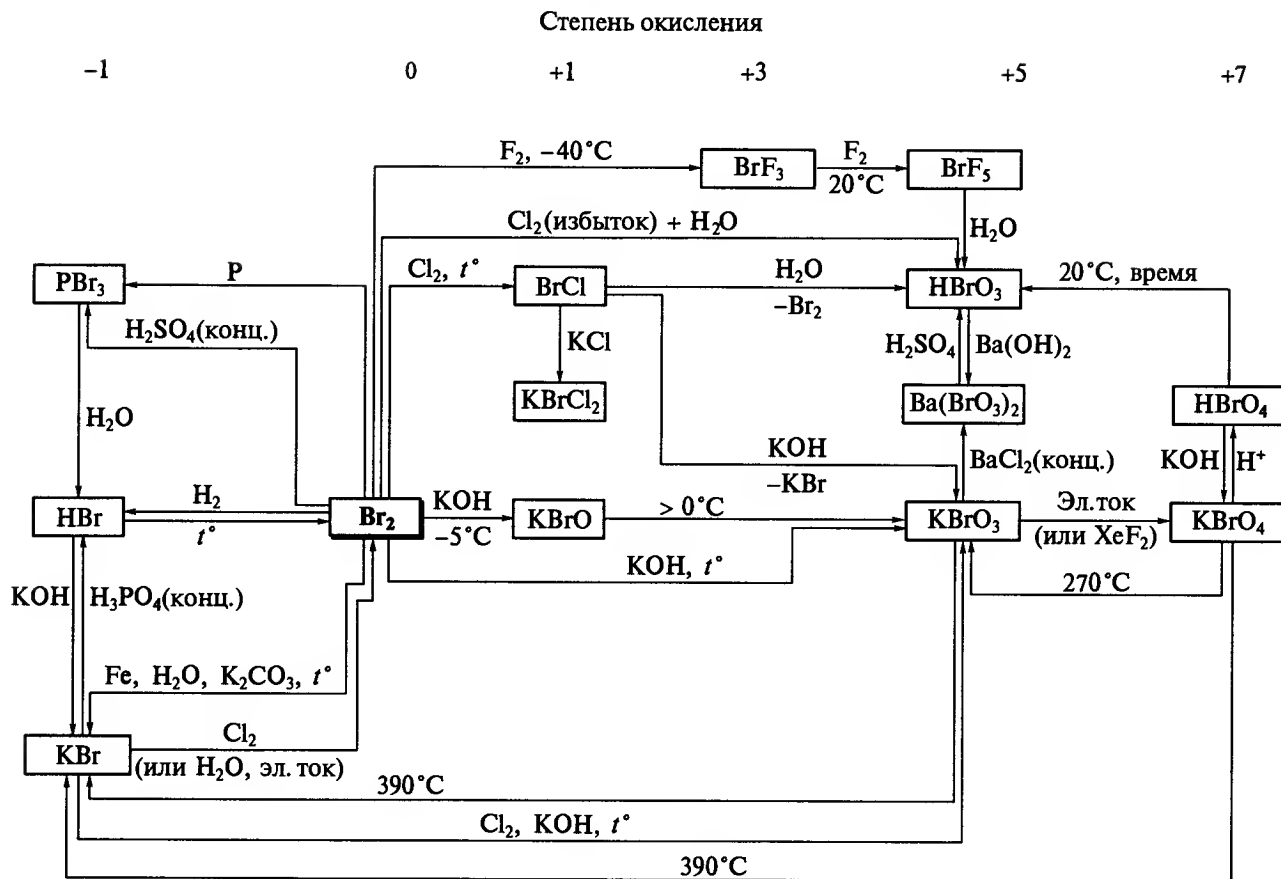 Степень окисления
–1 0 +1 +3 +5 +7
F₂, –40°C
BrF₃
F₂
20°C
BrF₅
Cl₂(избыток) + H₂O
H₂O
PBr₃
P
Cl₂, t°
BrCl
H₂O
–Br₂
HBrO₃
20°C, время
H₂SO₄(конц.)
KCl
H₂SO₄
Ba(OH)₂
KBrCl₂
Ba(BrO₃)₂
HBrO₄
H₂O
KOH
–KBr
BaCl₂(конц.)
KOH
H⁺
HBr
H₂
t°
Br₂
KOH
–5°C
KBrO
> 0°C
KBrO₃
Эл.ток
(или XeF₂)
KBrO₄
KOH, t°
270°C
KOH
H₃PO₄(конц.)
Fe, H₂O, K₂CO₃, t°
KBr
Cl₂
(или H₂O, эл. ток)
390°C
Cl₂, KOH, t°
390°C